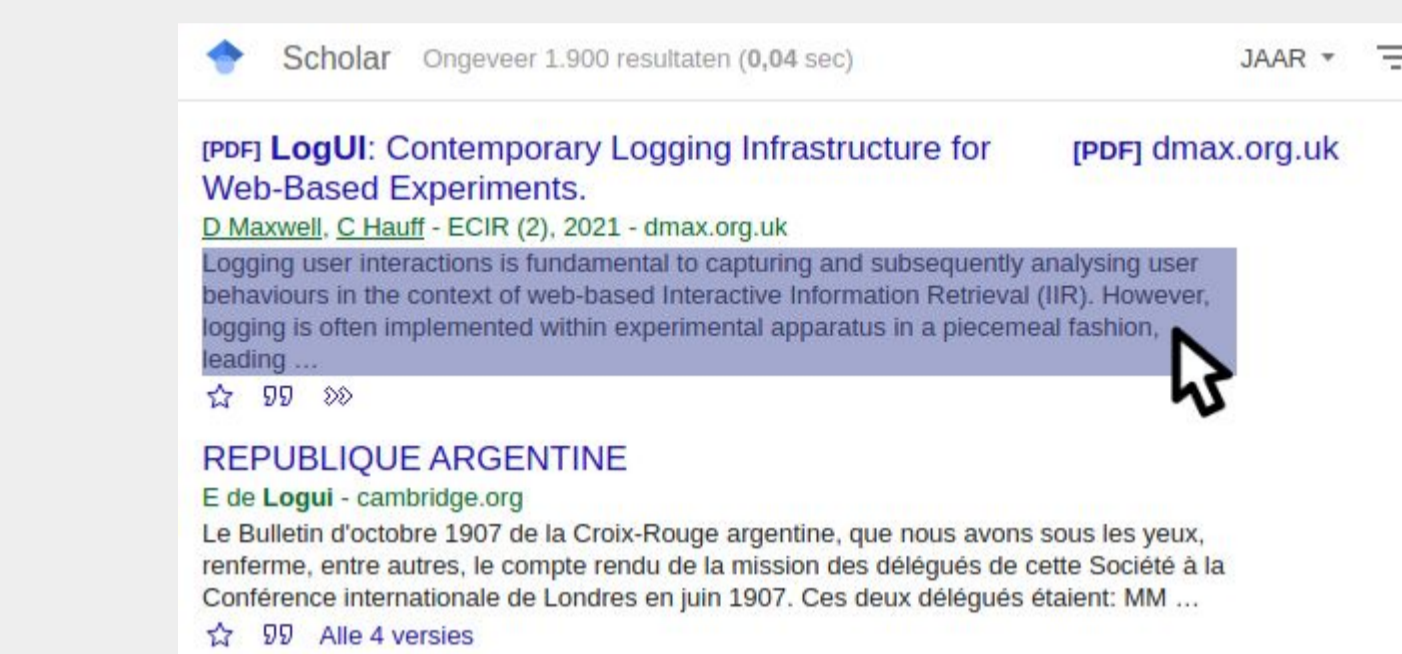 Scholar Ongeveer 1.900 resultaten (0,04 sec) JAAR
[PDF] LogUI: Contemporary Logging Infrastructure for [PDF] dmax.org.uk
Web-Based Experiments.
D Maxwell, C Hauff - ECIR (2), 2021 - dmax.org.uk
Logging user interactions is fundamental to capturing and subsequently analysing user
behaviours in the context of web-based Interactive Information Retrieval (IIR). However,
logging is often implemented within experimental apparatus in a piecemeal fashion,
leading …
REPUBLIQUE ARGENTINE
E de Logui - cambridge.org
Le Bulletin d'octobre 1907 de la Croix-Rouge argentine, que nous avons sous les yeux,
renferme, entre autres, le compte rendu de la mission des délégués de cette Société à la
Conférence internationale de Londres en juin 1907. Ces deux délégués étaient: MM …
Alle 4 versies